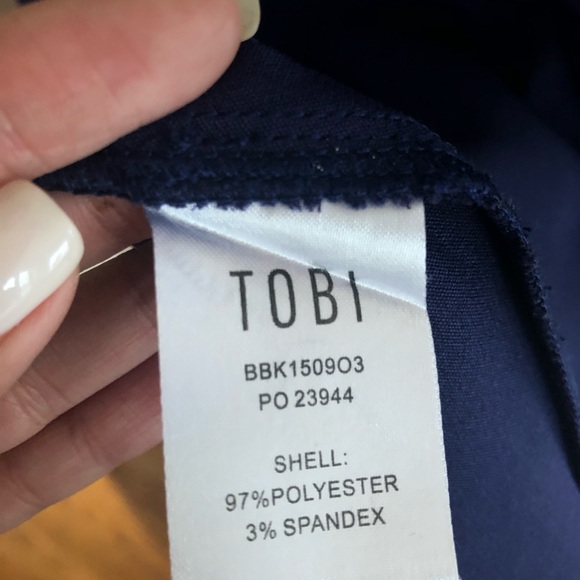 TOBI
BBK1509O3
PO 23944
SHELL:
97%POLYESTER
3% SPANDEX